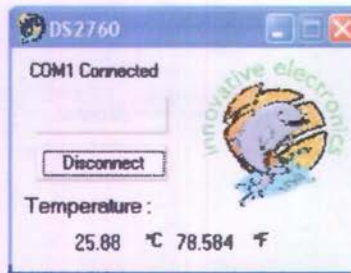 DS2760
COM1 Connected
innovative electronics
Disconnect
Temperature :
25.88 °C 78.584 °F